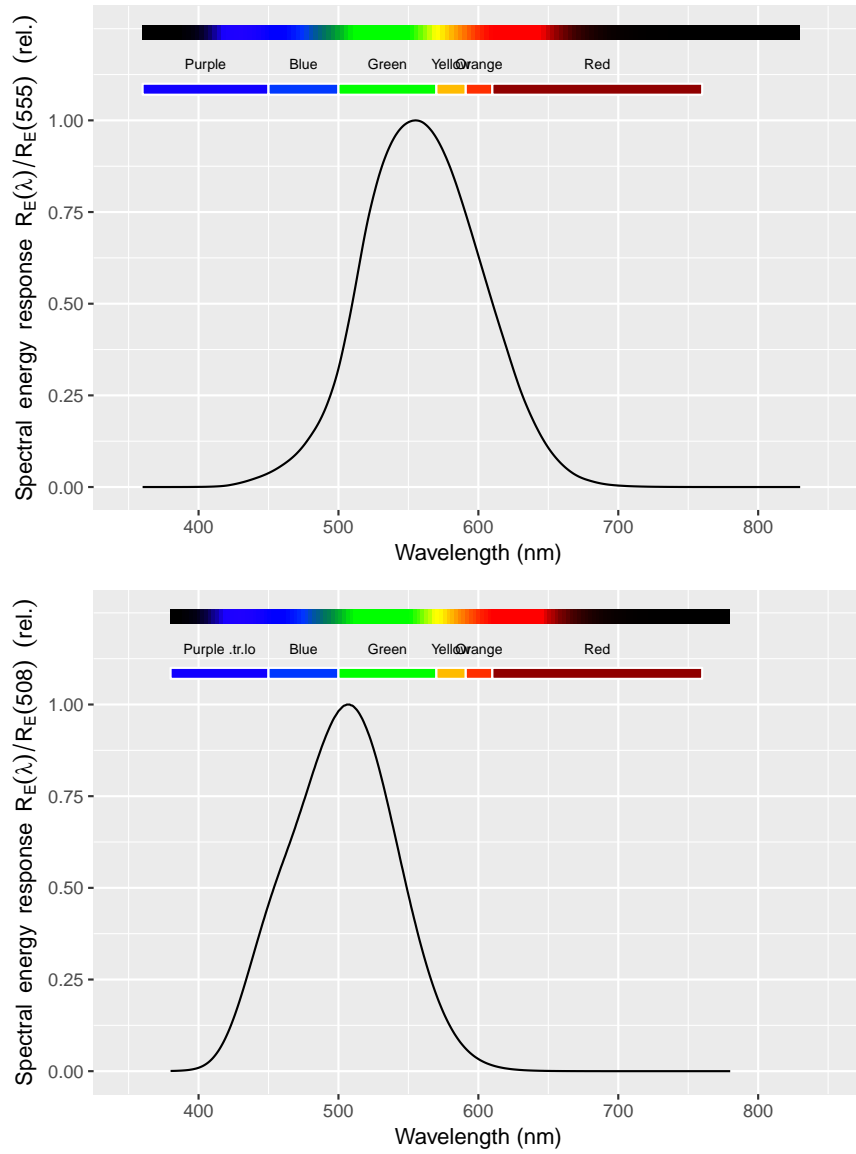 Purple Blue Green Yellow Orange Red
Spectral energy response R_E(λ)/R_E(555) (rel.)
1.00
0.75
0.50
0.25
0.00
400 500 600 700 800
Wavelength (nm)
Purple .tr.lo Blue Green Yellow Orange Red
Spectral energy response R_E(λ)/R_E(508) (rel.)
1.00
0.75
0.50
0.25
0.00
400 500 600 700 800
Wavelength (nm)